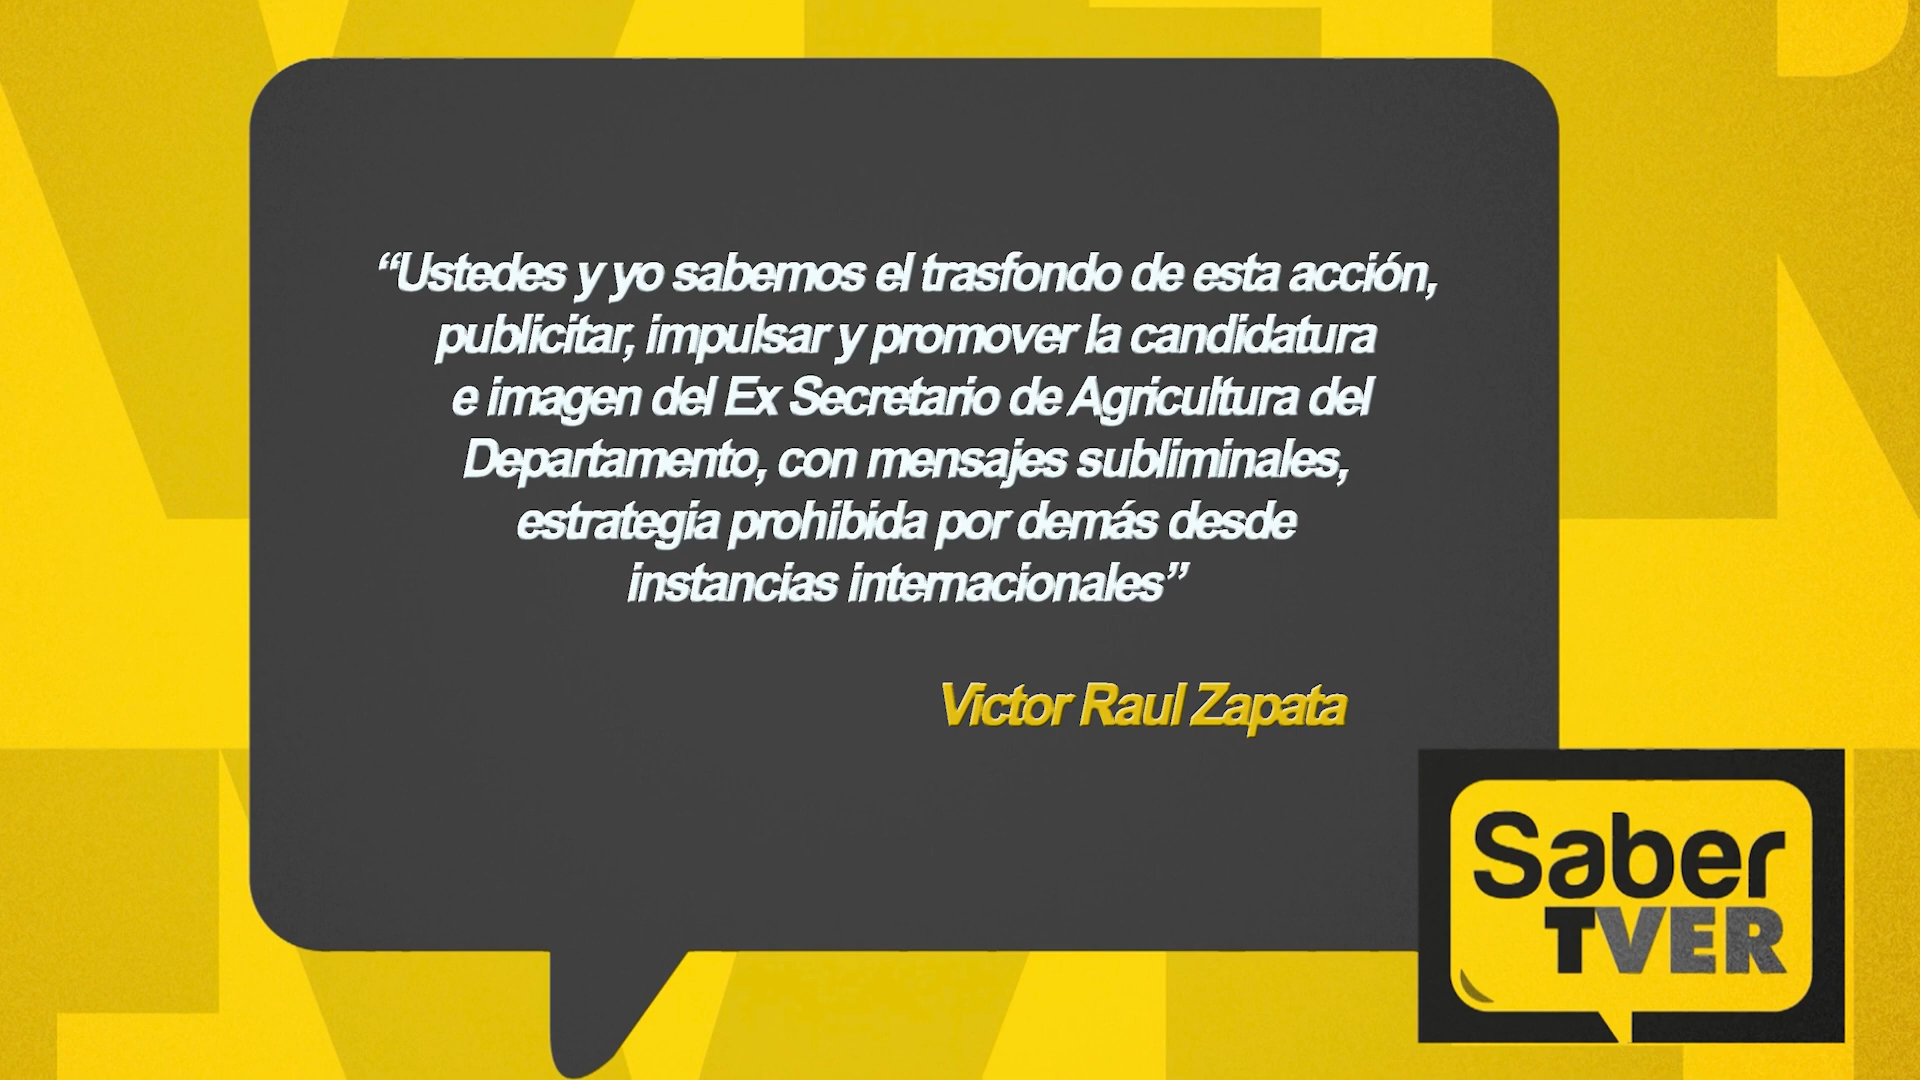 “Ustedes y yo sabemos el trasfondo de esta acción,
publicitar, impulsar y promover la candidatura
e imagen del Ex Secretario de Agricultura del
Departamento, con mensajes subliminales,
estrategia prohibida por demás desde
instancias internacionales”
Victor Raul Zapata
Saber
TVER